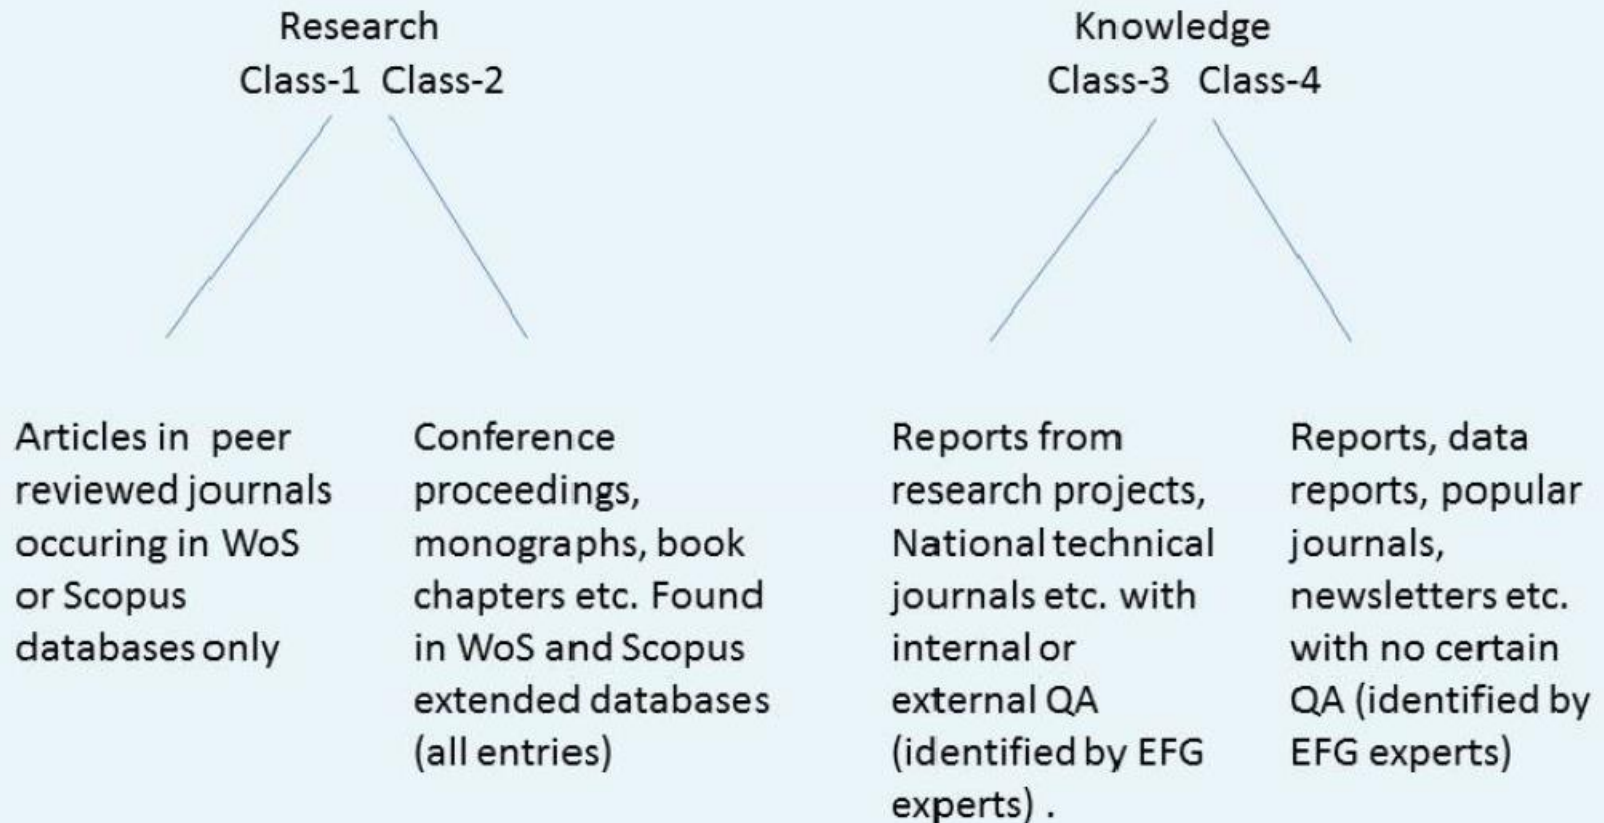 Research
Class-1 Class-2
Articles in peer
reviewed journals
occuring in WoS
or Scopus
databases only
Conference
proceedings,
monographs, book
chapters etc. Found
in WoS and Scopus
extended databases
(all entries)
Knowledge
Class-3 Class-4
Reports from
research projects,
National technical
journals etc. with
internal or
external QA
(identified by EFG
experts) .
Reports, data
reports, popular
journals,
newsletters etc.
with no certain
QA (identified by
EFG experts)